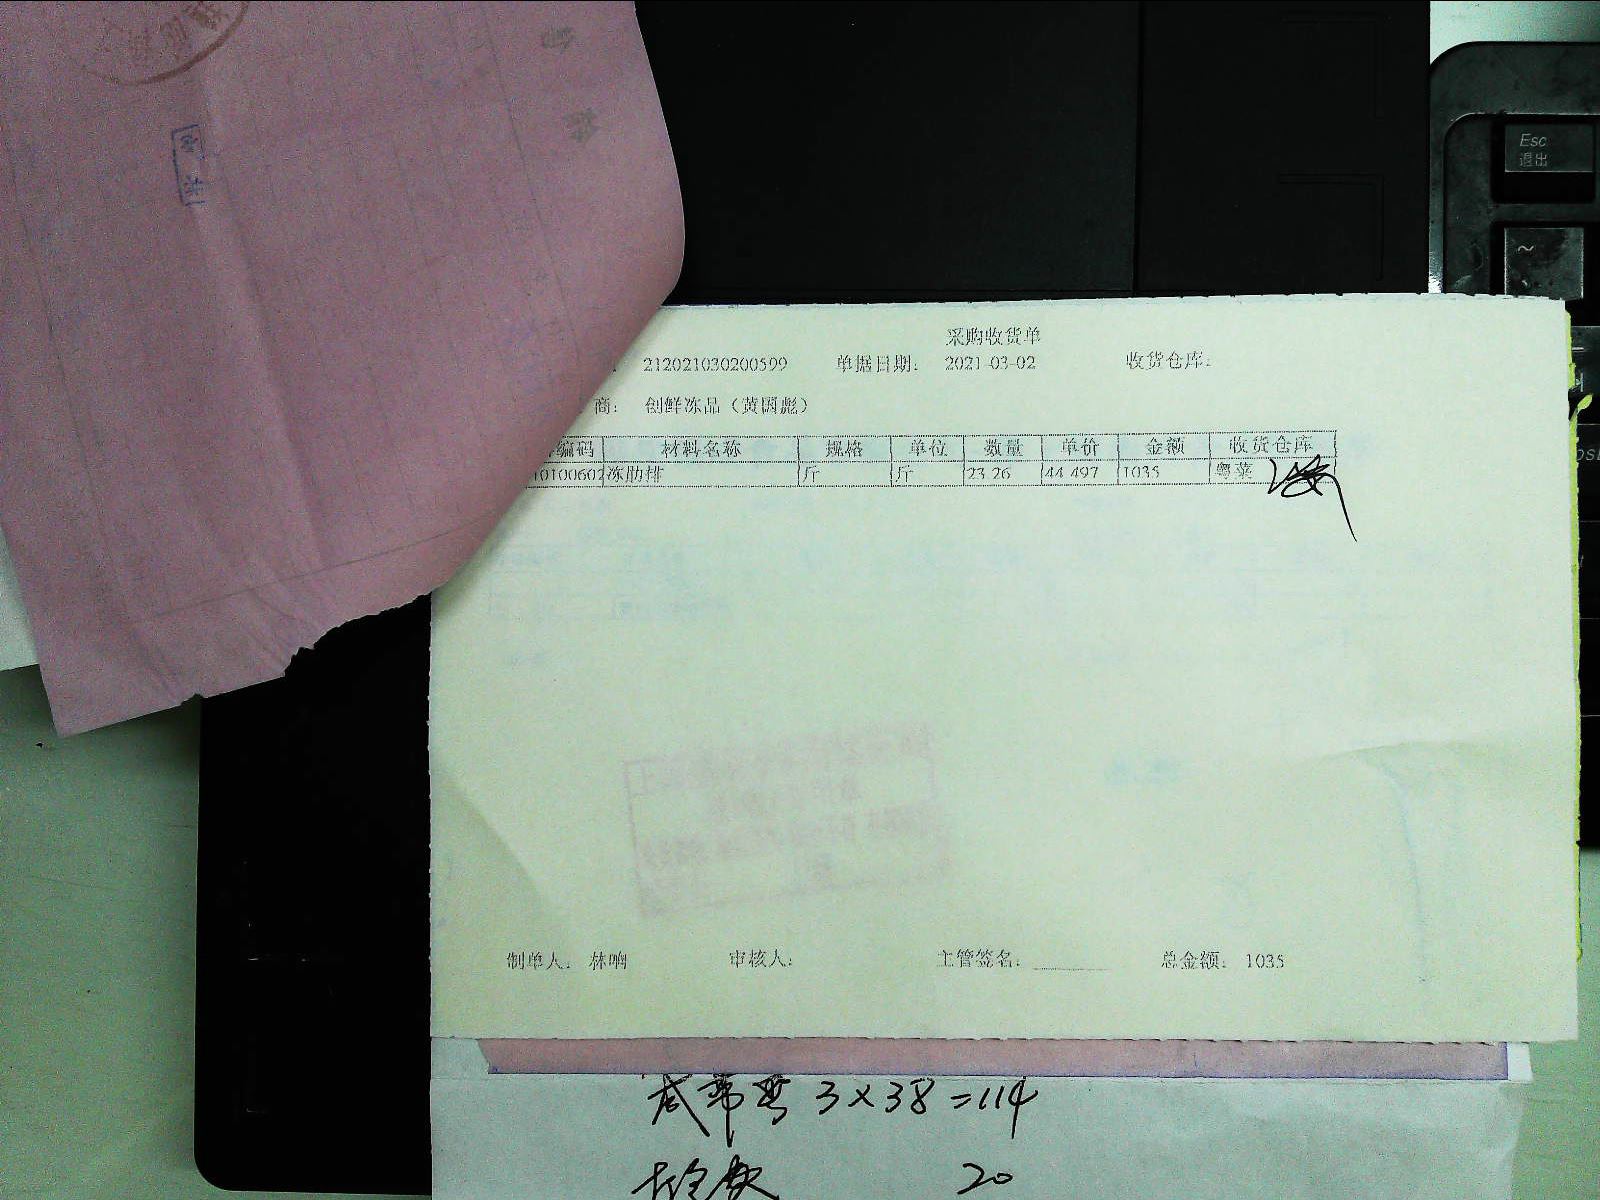 采购收货单
212021030200599 单据日期: 2021-03-02 收货仓库:
商: 创鲜冻品（黄因彪）
编码 材料名称 规格 单位 数量 单价 金额 收货仓库
10100602 冻肋排 斤 斤 23.26 44.497 1035 粤菜
制单人: 林响 审核人: 主管签名: 总金额: 1035
3×38=114
20
Esc
退出
~